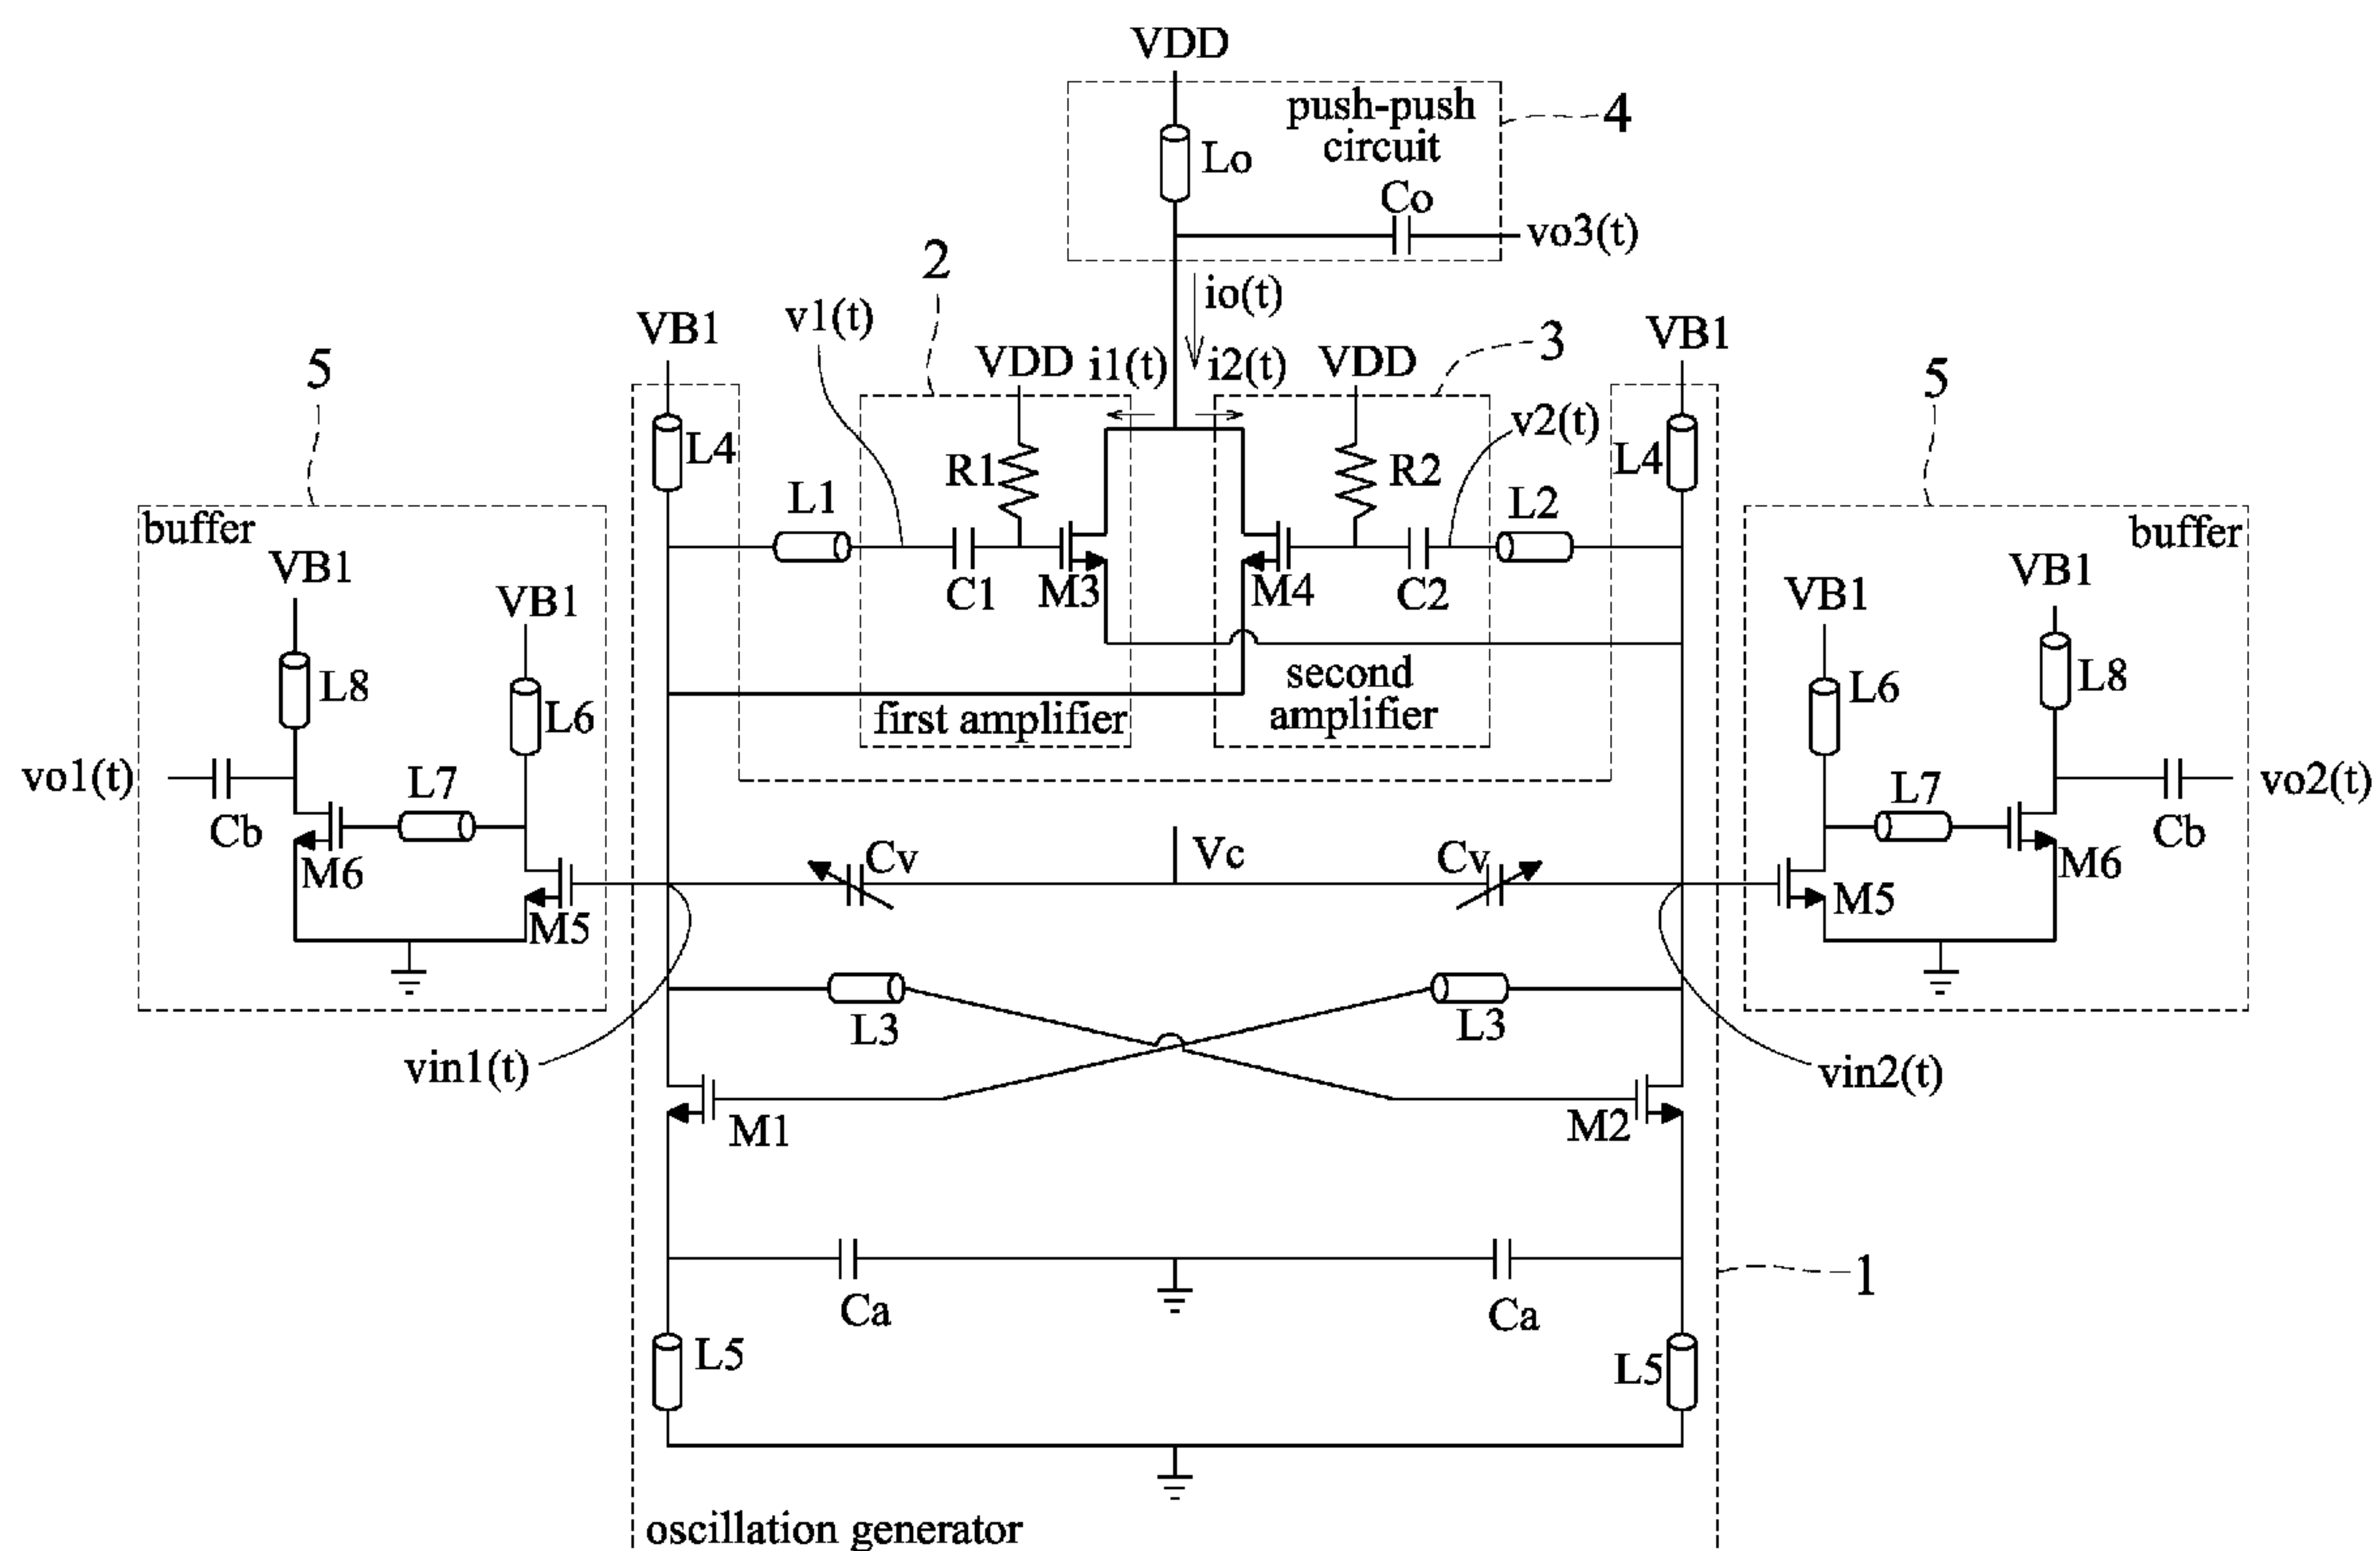 VDD
push-push
circuit
4
Lo
Co
vo3(t)
2
io(t)
v1(t)
VB1
VB1
3
5
VDD
i1(t)
i2(t)
VDD
5
v2(t)
L4
R1
R2
L4
L1
L2
buffer
buffer
VB1
VB1
C1
M3
M4
C2
VB1
VB1
L8
L6
second
amplifier
first amplifier
L6
L8
vo1(t)
Cb
L7
M6
M5
Cv
Vc
Cv
L7
M5
M6
Cb
vo2(t)
L3
L3
vin1(t)
vin2(t)
M1
M2
Ca
Ca
1
L5
L5
oscillation generator